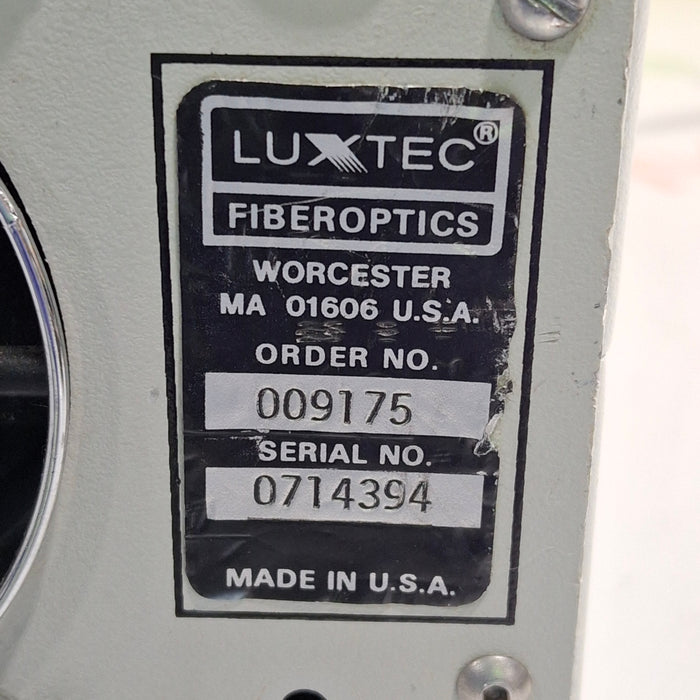 LUXTEC®
FIBEROPTICS
WORCESTER
MA 01606 U.S.A.
ORDER NO.
009175
SERIAL NO.
0714394
MADE IN U.S.A.